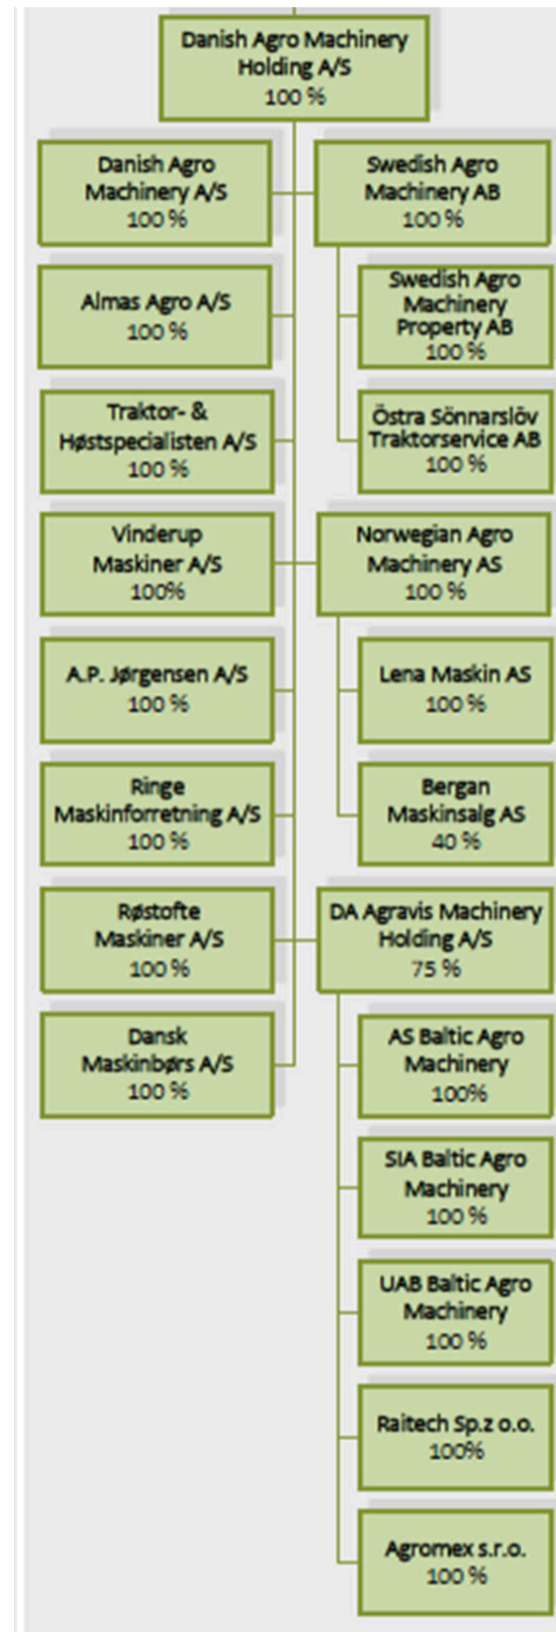 Danish Agro Machinery
Holding A/S
100 %
Danish Agro
Machinery A/S
100 %
Swedish Agro
Machinery AB
100 %
Almas Agro A/S
100 %
Swedish Agro
Machinery
Property AB
100 %
Traktor- &
Høstspecialisten A/S
100 %
Östra Sönnarslöv
Traktorservice AB
100 %
Vinderup
Maskiner A/S
100%
Norwegian Agro
Machinery AS
100 %
A.P. Jørgensen A/S
100 %
Lena Maskin AS
100 %
Ringe
Maskinforretning A/S
100 %
Bergan
Maskinsalg AS
40 %
Røstofte
Maskiner A/S
100 %
DA Agravis Machinery
Holding A/S
75 %
Dansk
Maskinbørs A/S
100 %
AS Baltic Agro
Machinery
100%
SIA Baltic Agro
Machinery
100 %
UAB Baltic Agro
Machinery
100 %
Raitech Sp.z o.o.
100%
Agromex s.r.o.
100 %